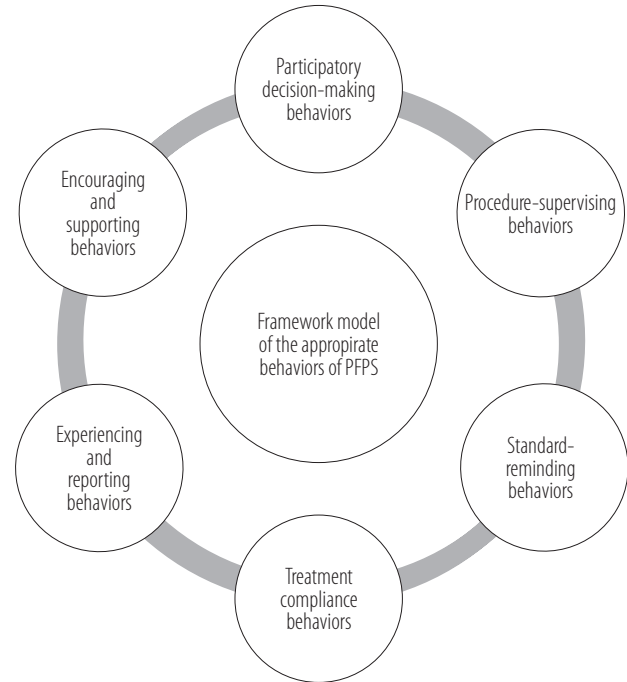 Participatory
decision-making
behaviors
Encouraging
and
supporting
behaviors
Procedure-supervising
behaviors
Framework model
of the appropirate
behaviors of PFPS
Experiencing
and
reporting
behaviors
Standard-
reminding
behaviors
Treatment
compliance
behaviors